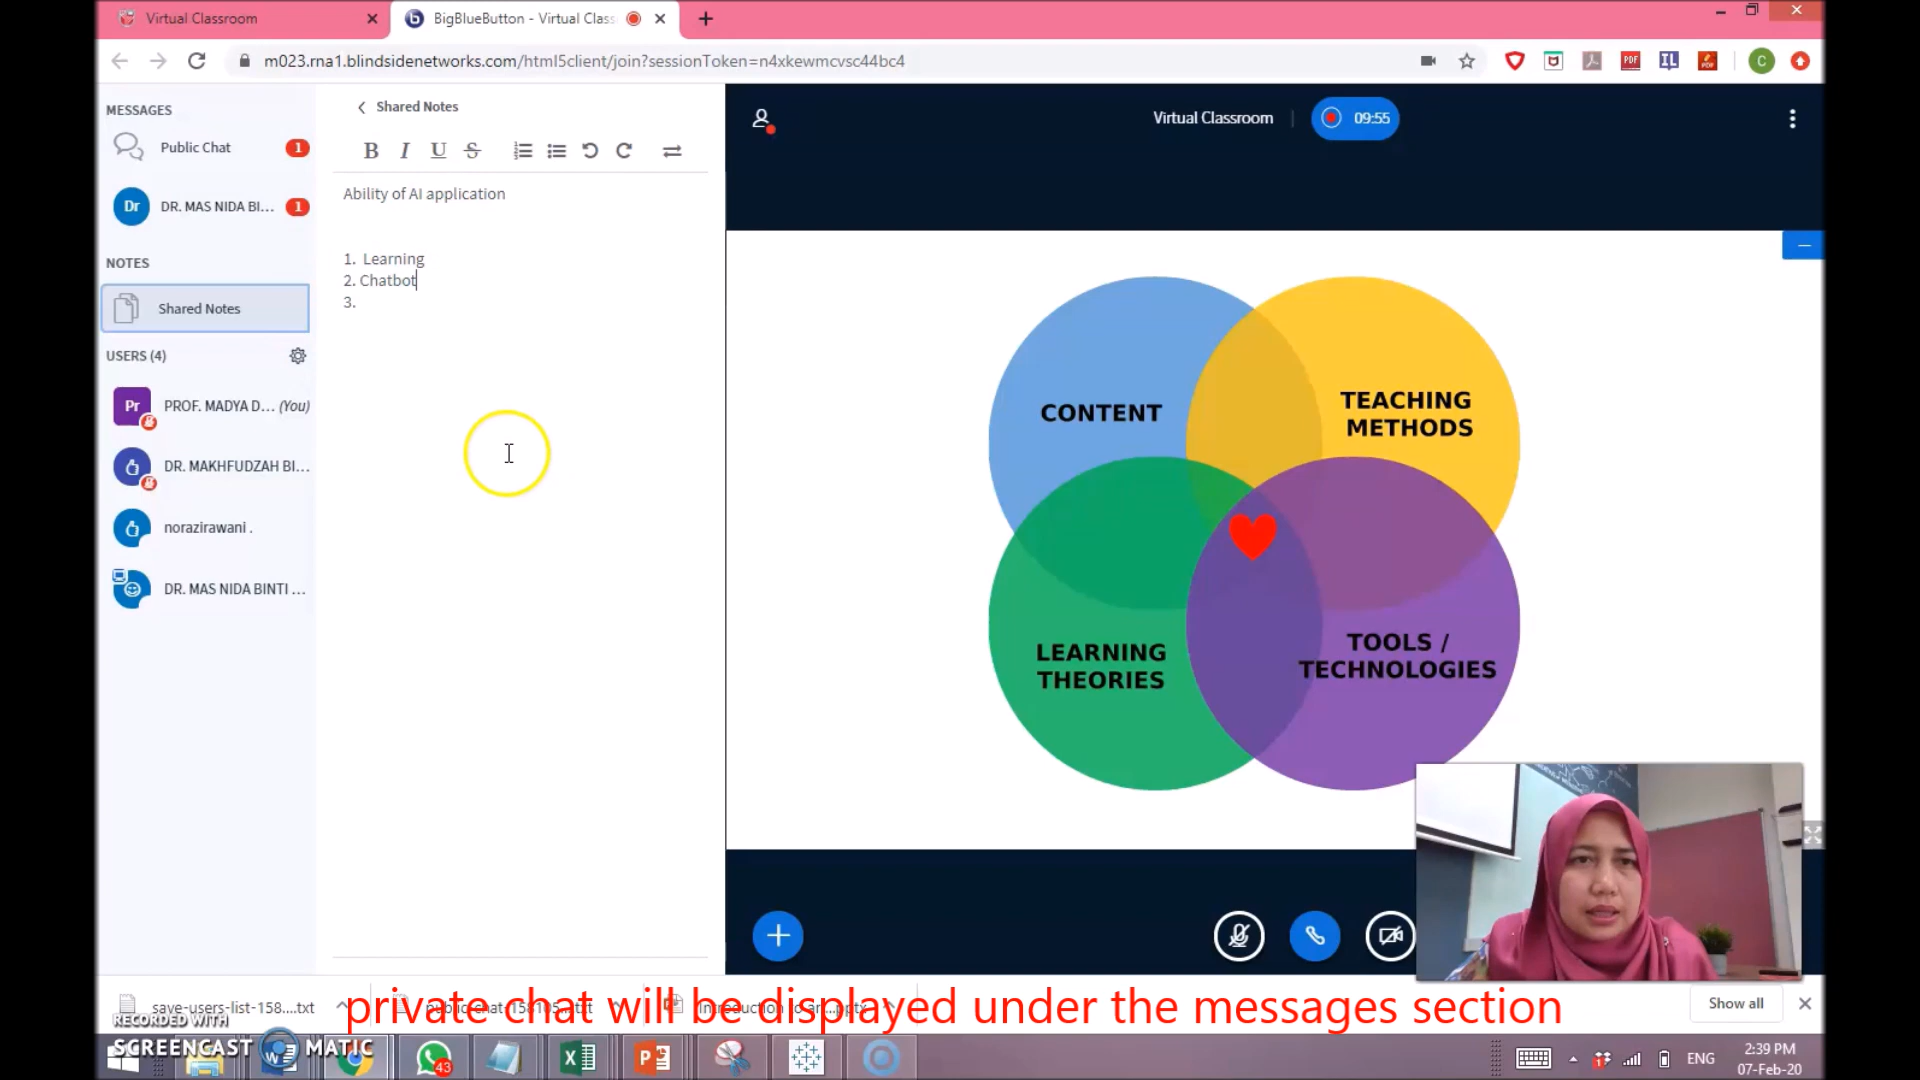 Virtual Classroom
BigBlueButton - Virtual Class
m023.rna1.blindsidenetworks.com/html5client/join?sessionToken=n4xkewmcvsc44bc4
MESSAGES
Public Chat 1
Dr DR. MAS NIDA BI... 1
NOTES
Shared Notes
USERS (4)
Pr PROF. MADYA D... (You)
DR. MAKHFUDZAH BI...
norazirawani .
DR. MAS NIDA BINTI ...
Shared Notes
B I U S
Ability of AI application
1. Learning
2. Chatbot
3.
Virtual Classroom
09:55
CONTENT
TEACHING
METHODS
LEARNING
THEORIES
TOOLS /
TECHNOLOGIES
save-users-list-158....txt
private chat will be displayed under the messages section
Show all
RECORDED WITH
SCREENCAST MATIC
43
ENG
2:39 PM
07-Feb-20